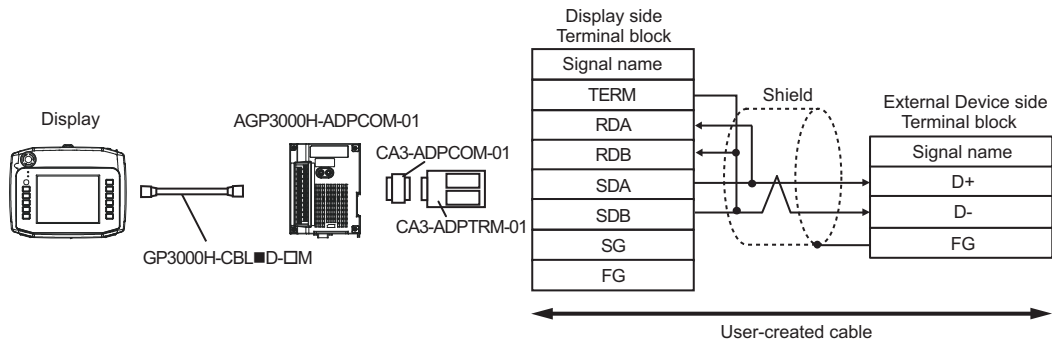 Display
AGP3000H-ADPCOM-01
CA3-ADPCOM-01
CA3-ADPTRM-01
GP3000H-CBL■D-□M
Display side
Terminal block
Signal name
TERM
RDA
RDB
SDA
SDB
SG
FG
Shield
External Device side
Terminal block
Signal name
D+
D-
FG
User-created cable